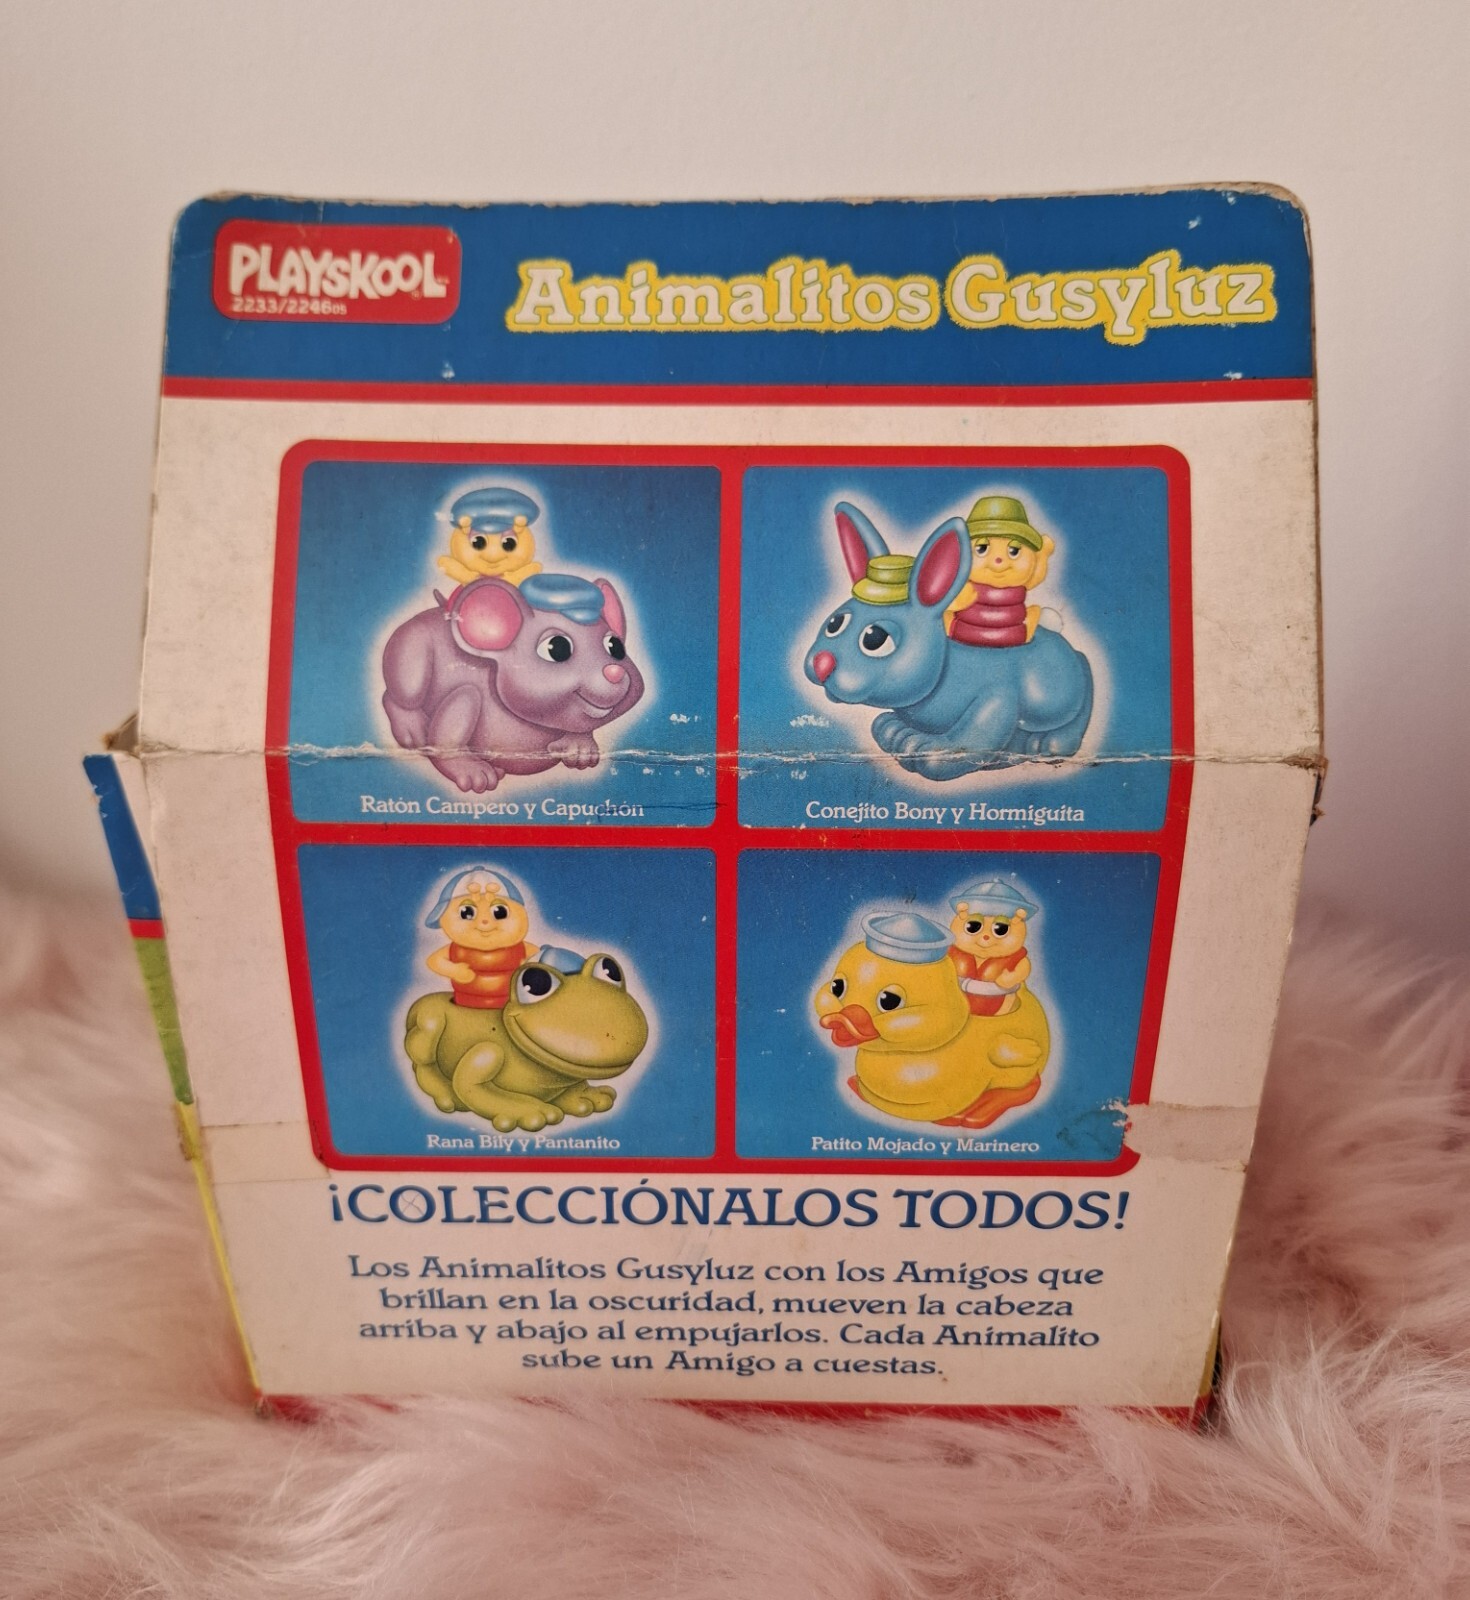 PLAYSKOOL
2233/224605
Animalitos Gusyluz
Ratón Campero y Capuchón
Conejito Bony y Hormiguita
Rana Bily y Pantanito
Patito Mojado y Marinero
¡COLECCIÓNALOS TODOS!
Los Animalitos Gusyluz con los Amigos que
brillan en la oscuridad, mueven la cabeza
arriba y abajo al empujarlos. Cada Animalito
sube un Amigo a cuestas.